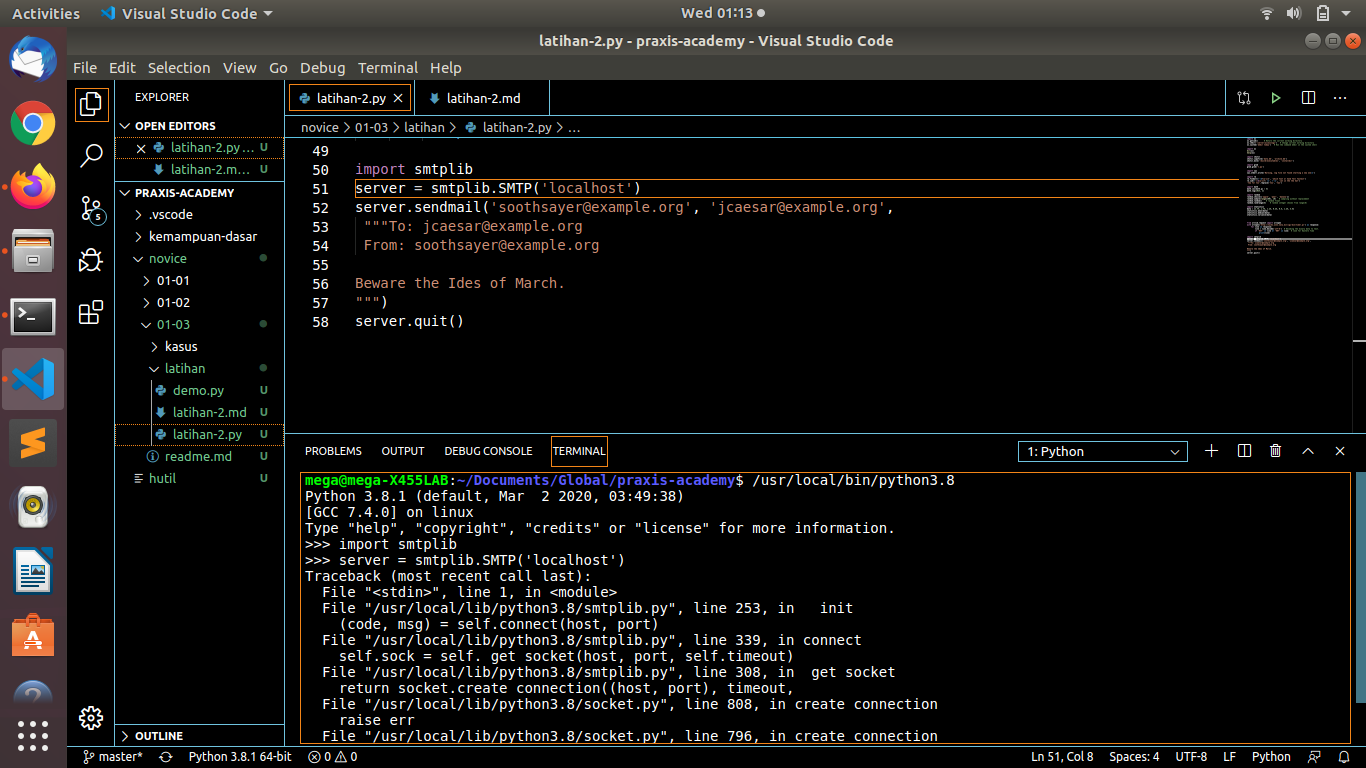 Activities
Visual Studio Code
Wed 01:13
latihan-2.py - praxis-academy - Visual Studio Code
File Edit Selection View Go Debug Terminal Help
EXPLORER
OPEN EDITORS
latihan-2.py... U
latihan-2.m... U
PRAXIS-ACADEMY
.vscode
kemampuan-dasar
novice
01-01
01-02
01-03
kasus
latihan
demo.py U
latihan-2.md U
latihan-2.py U
readme.md U
hutil U
OUTLINE
5
latihan-2.py
latihan-2.md
novice > 01-03 > latihan > latihan-2.py > ...
49
50 import smtplib
51 server = smtplib.SMTP('localhost')
52 server.sendmail('soothsayer@example.org', 'jcaesar@example.org',
53 """To: jcaesar@example.org
54 From: soothsayer@example.org
55
56 Beware the Ides of March.
57 """)
58 server.quit()
PROBLEMS OUTPUT DEBUG CONSOLE TERMINAL
1: Python
mega@mega-X455LAB:~/Documents/Global/praxis-academy$ /usr/local/bin/python3.8
Python 3.8.1 (default, Mar  2 2020, 03:49:38)
[GCC 7.4.0] on linux
Type "help", "copyright", "credits" or "license" for more information.
>>> import smtplib
>>> server = smtplib.SMTP('localhost')
Traceback (most recent call last):
  File "<stdin>", line 1, in <module>
  File "/usr/local/lib/python3.8/smtplib.py", line 253, in   init
    (code, msg) = self.connect(host, port)
  File "/usr/local/lib/python3.8/smtplib.py", line 339, in connect
    self.sock = self. get socket(host, port, self.timeout)
  File "/usr/local/lib/python3.8/smtplib.py", line 308, in  get socket
    return socket.create connection((host, port), timeout,
  File "/usr/local/lib/python3.8/socket.py", line 808, in create connection
    raise err
  File "/usr/local/lib/python3.8/socket.py", line 796, in create connection
master* Python 3.8.1 64-bit 0 0 Ln 51, Col 8 Spaces: 4 UTF-8 LF Python